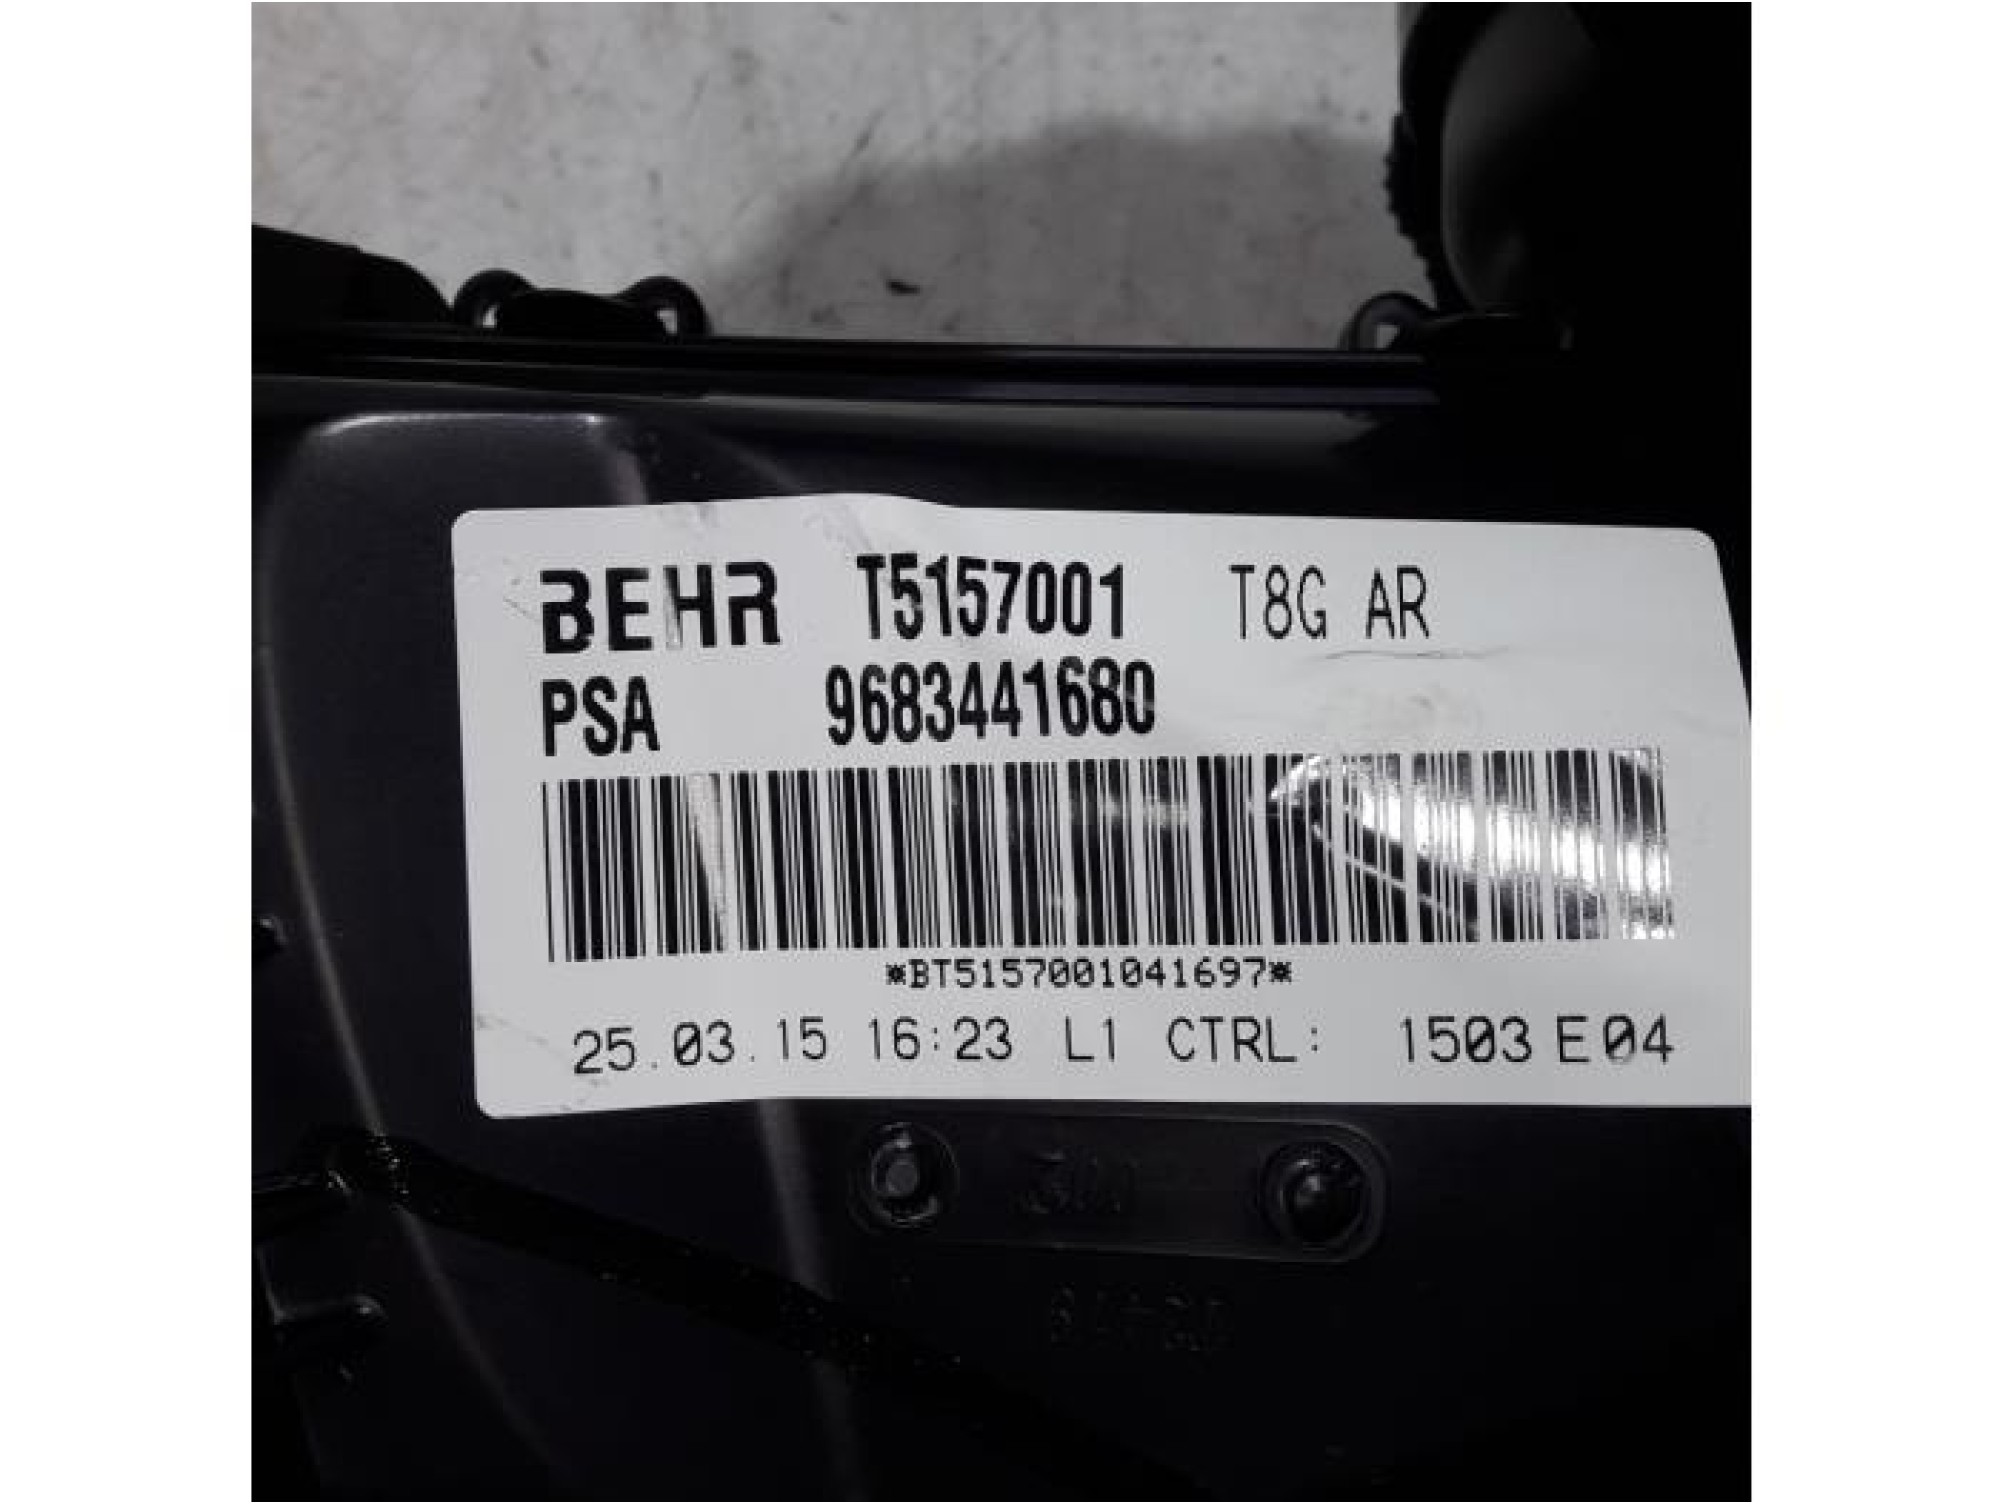 BEHR T5157001 T8G AR
PSA 9683441680
*BT5157001041697*
25.03.15 16:23 L1 CTRL: 1503 E04